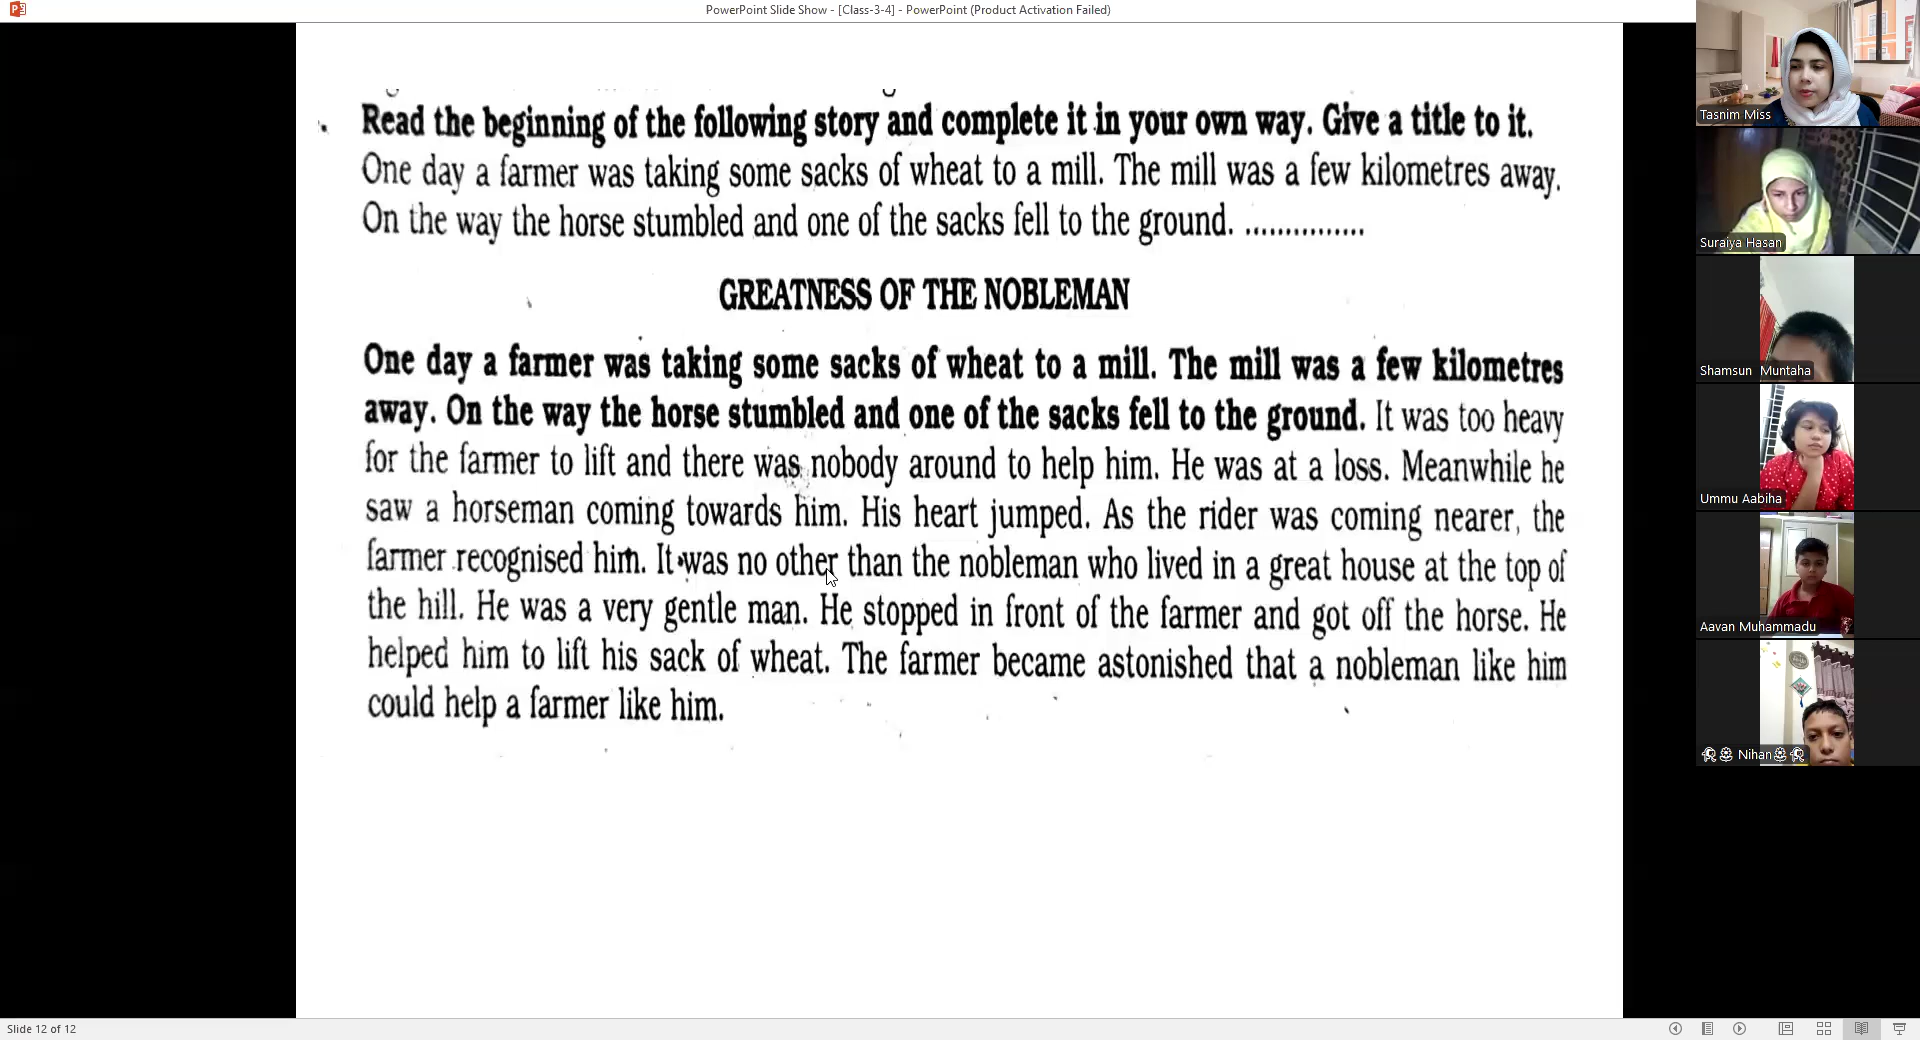 PowerPoint Slide Show - [Class-3-4] - PowerPoint (Product Activation Failed)
Read the beginning of the following story and complete it in your own way. Give a title to it.
One day a farmer was taking some sacks of wheat to a mill. The mill was a few kilometres away.
On the way the horse stumbled and one of the sacks fell to the ground. ...............
GREATNESS OF THE NOBLEMAN
One day a farmer was taking some sacks of wheat to a mill. The mill was a few kilometres
away. On the way the horse stumbled and one of the sacks fell to the ground. It was too heavy
for the farmer to lift and there was nobody around to help him. He was at a loss. Meanwhile he
saw a horseman coming towards him. His heart jumped. As the rider was coming nearer, the
farmer recognised him. It was no other than the nobleman who lived in a great house at the top of
the hill. He was a very gentle man. He stopped in front of the farmer and got off the horse. He
helped him to lift his sack of wheat. The farmer became astonished that a nobleman like him
could help a farmer like him.
Tasnim Miss
Suraiya Hasan
Shamsun Muntaha
Ummu Aabiha
Aavan Muhammadu
Nihan
Slide 12 of 12